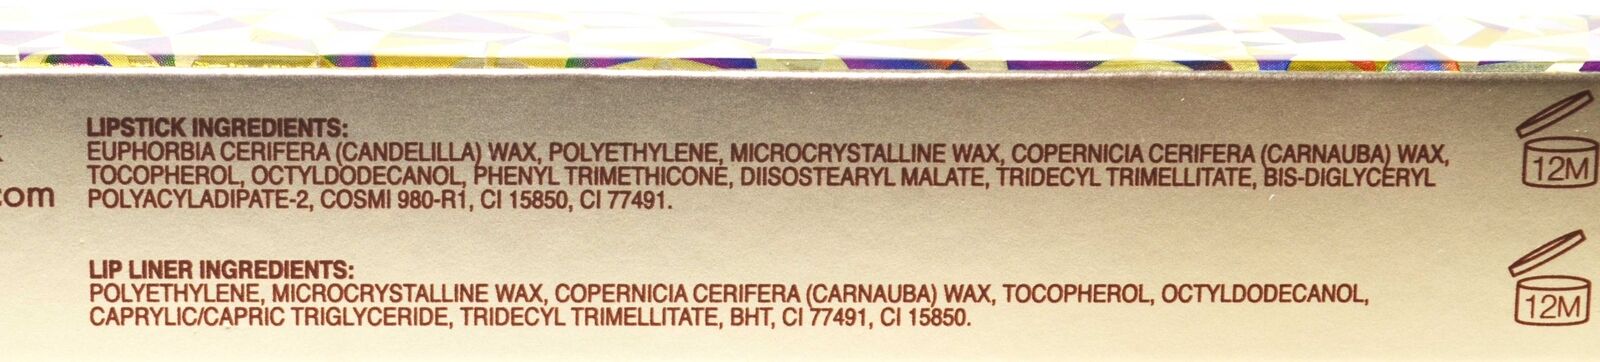 LIPSTICK INGREDIENTS:
EUPHORBIA CERIFERA (CANDELILLA) WAX, POLYETHYLENE, MICROCRYSTALLINE WAX, COPERNICIA CERIFERA (CARNAUBA) WAX,
TOCOPHEROL, OCTYLDODECANOL, PHENYL TRIMETHICONE, DIISOSTEARYL MALATE, TRIDECYL TRIMELLITATE, BIS-DIGLYCERYL
POLYACYLADIPATE-2, COSMI 980-R1, CI 15850, CI 77491.
12M
com
LIP LINER INGREDIENTS:
POLYETHYLENE, MICROCRYSTALLINE WAX, COPERNICIA CERIFERA (CARNAUBA) WAX, TOCOPHEROL, OCTYLDODECANOL,
CAPRYLIC/CAPRIC TRIGLYCERIDE, TRIDECYL TRIMELLITATE, BHT, CI 77491, CI 15850.
12M